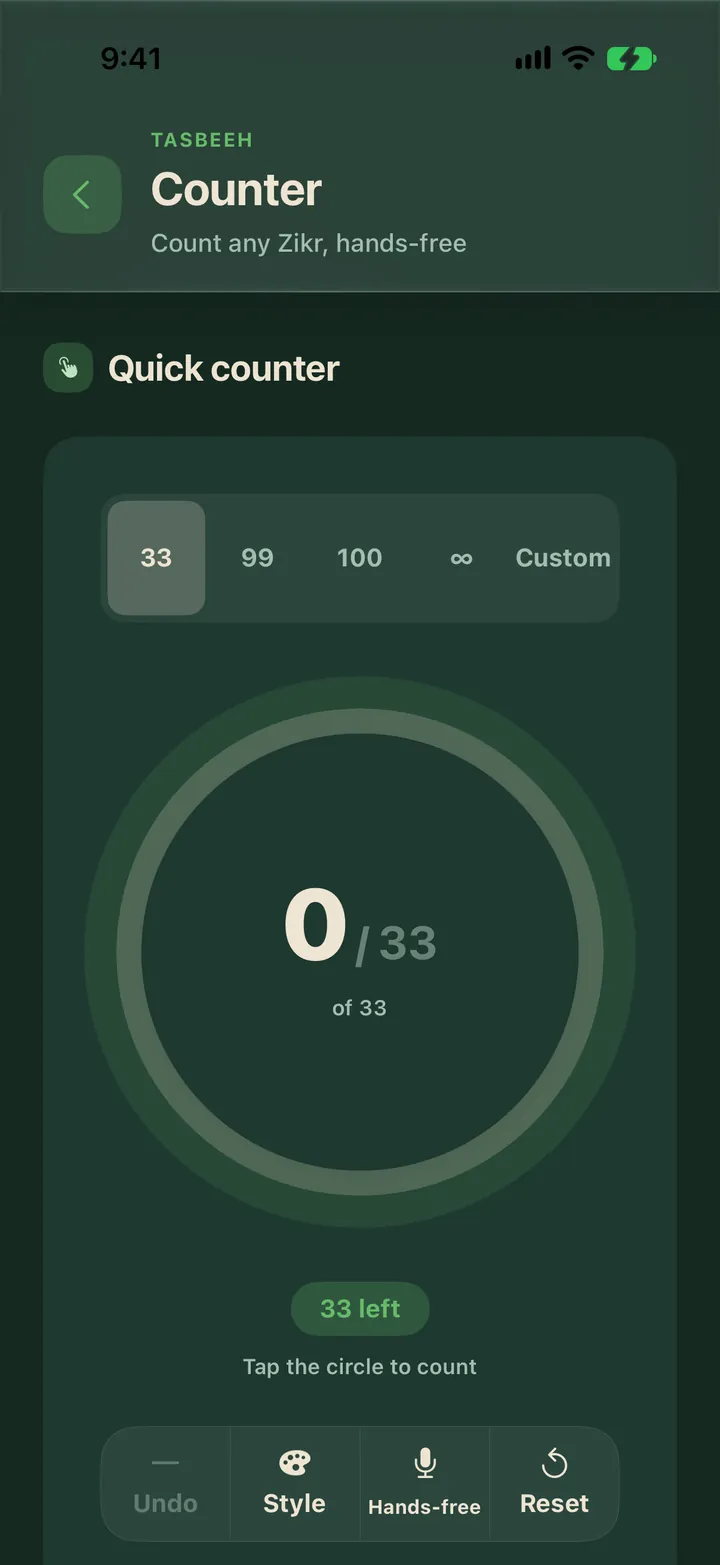 9:41
TASBEEH
Counter
Count any Zikr, hands-free
Quick counter
33 99 100 ∞ Custom
0 / 33
of 33
33 left
Tap the circle to count
Undo Style Hands-free Reset